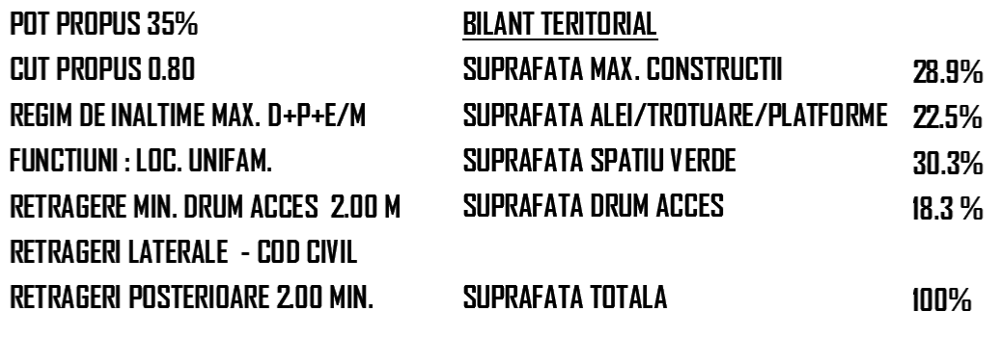 POT PROPUS 35%
CUT PROPUS 0.80
REGIM DE INALTIME MAX. D+P+E/M
FUNCTIUNI : LOC. UNIFAM.
RETRAGERE MIN. DRUM ACCES 2.00 M
RETRAGERI LATERALE - COD CIVIL
RETRAGERI POSTERIOARE 2.00 MIN.
BILANT TERITORIAL
SUPRAFATA MAX. CONSTRUCTII 28.9%
SUPRAFATA ALEI/TROTUARE/PLATFORME 22.5%
SUPRAFATA SPATIU VERDE 30.3%
SUPRAFATA DRUM ACCES 18.3 %
SUPRAFATA TOTALA 100%